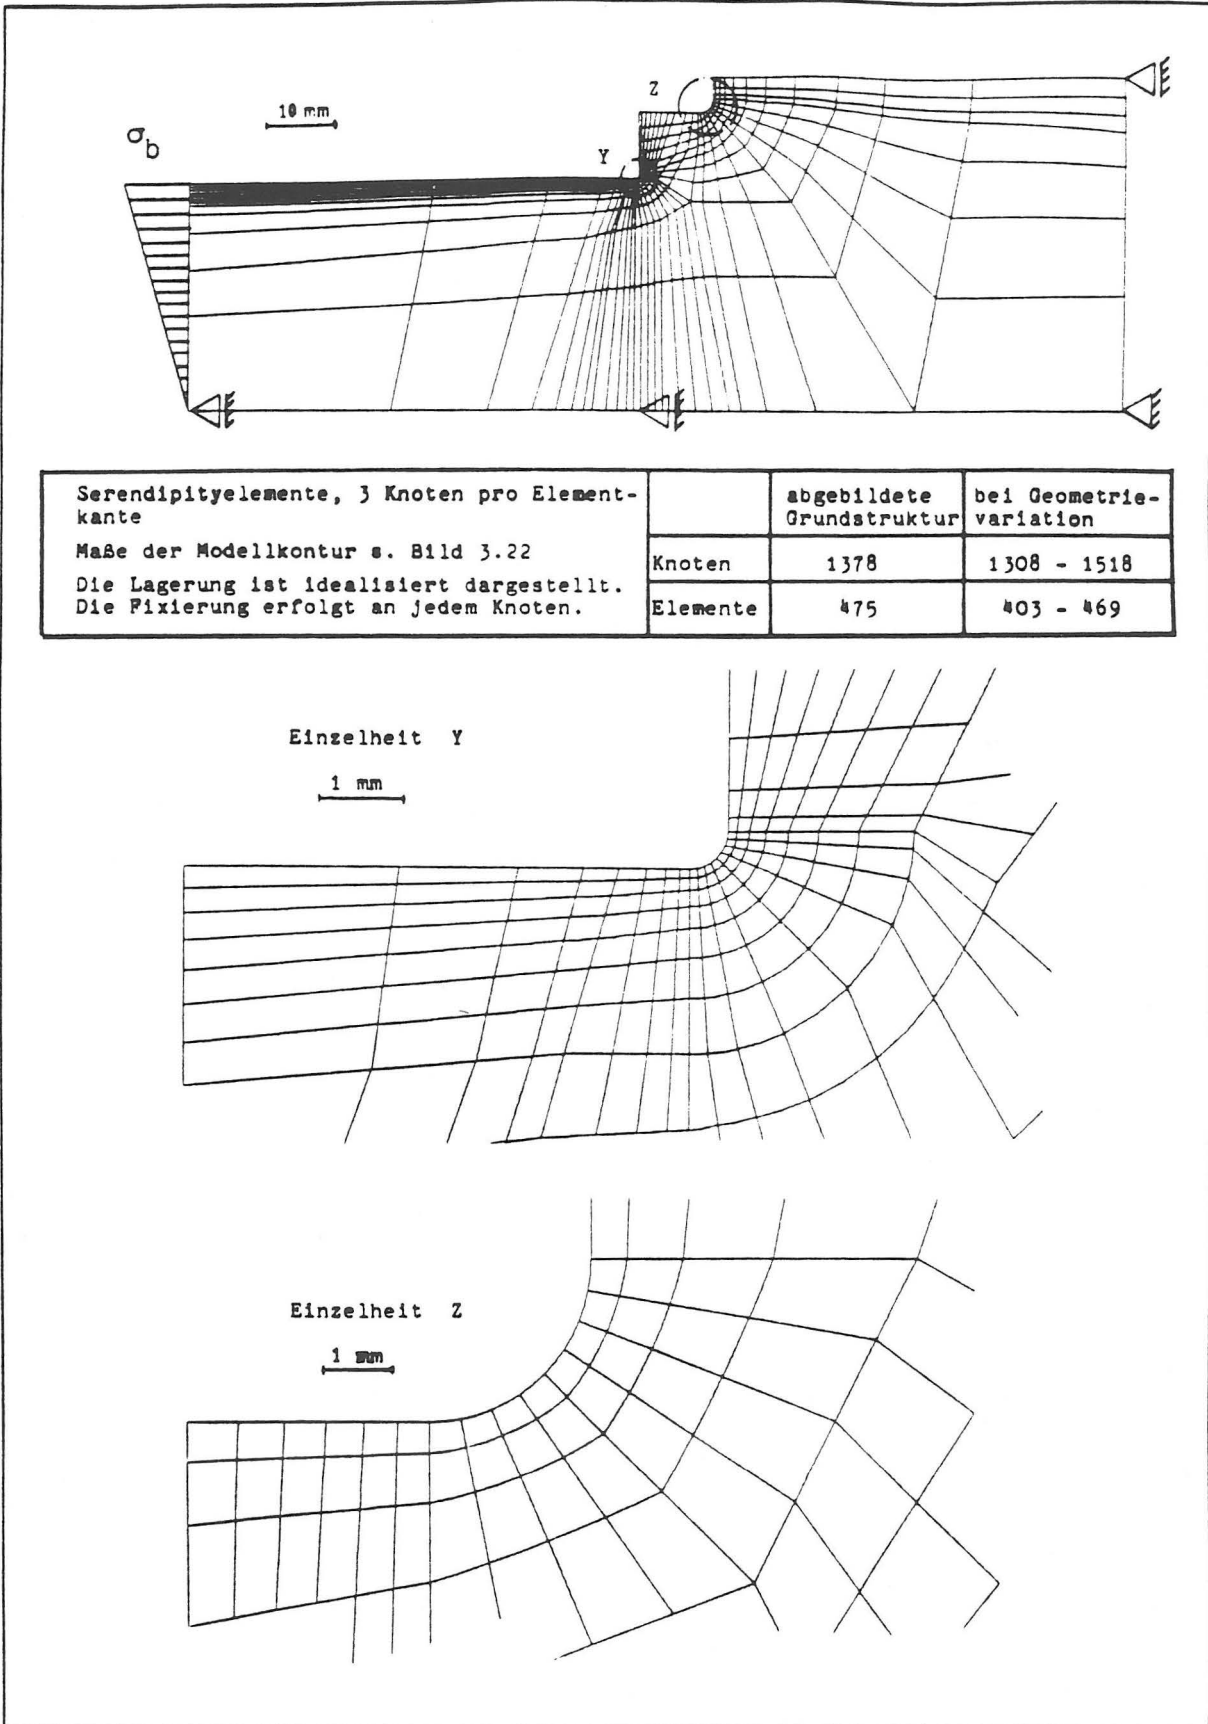 Z
10 mm
σb
Y
Serendipityelemente, 3 Knoten pro Element-
kante
Maße der Modellkontur s. Bild 3.22
Die Lagerung ist idealisiert dargestellt.
Die Fixierung erfolgt an jedem Knoten.
abgebildete
Grundstruktur
bei Geometrie-
variation
Knoten 1378 1308 - 1518
Elemente 475 403 - 469
Einzelheit Y
1 mm
Einzelheit Z
1 mm